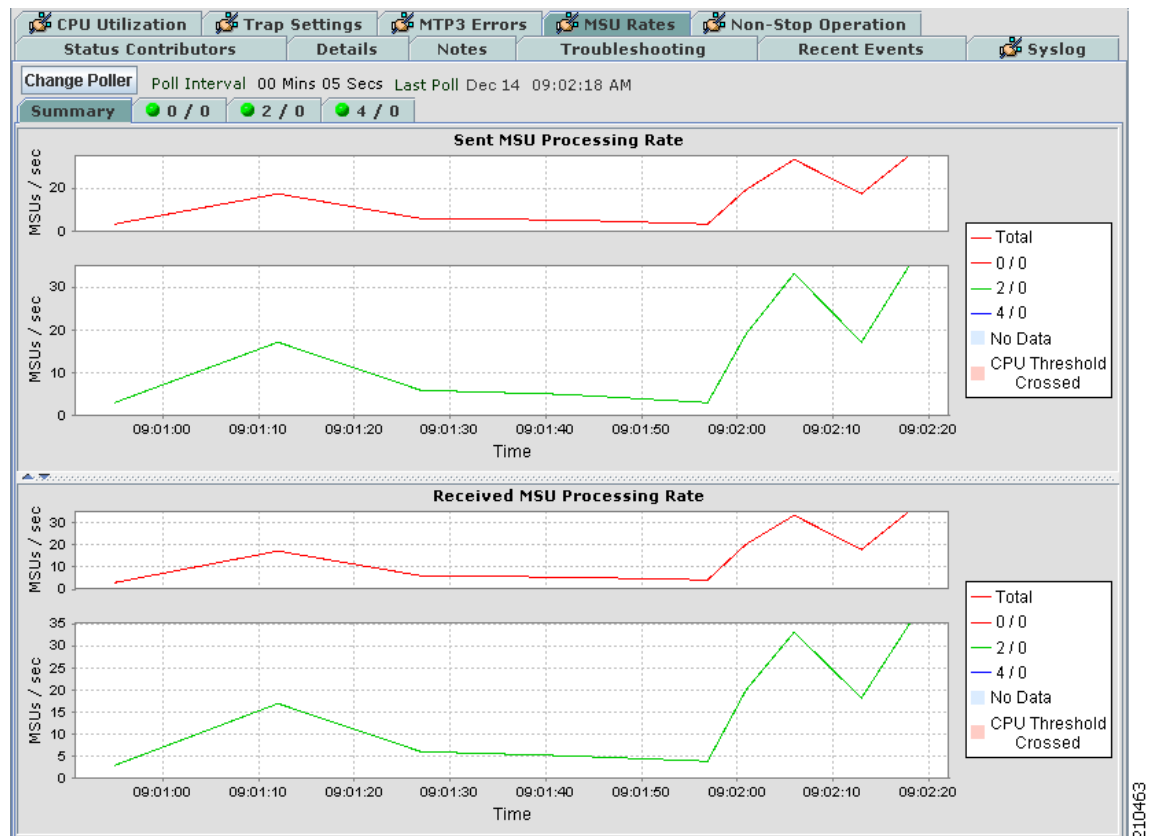 CPU Utilization Trap Settings MTP3 Errors MSU Rates Non-Stop Operation
Status Contributors Details Notes Troubleshooting Recent Events Syslog
Change Poller Poll Interval 00 Mins 05 Secs Last Poll Dec 14 09:02:18 AM
Summary 0 / 0 2 / 0 4 / 0
Sent MSU Processing Rate
MSUs / sec
20
0
MSUs / sec
30
20
10
0
09:01:00 09:01:10 09:01:20 09:01:30 09:01:40 09:01:50 09:02:00 09:02:10 09:02:20
Time
Total
0 / 0
2 / 0
4 / 0
No Data
CPU Threshold
Crossed
Received MSU Processing Rate
MSUs / sec
30
20
10
0
MSUs / sec
35
30
25
20
15
10
5
0
09:01:00 09:01:10 09:01:20 09:01:30 09:01:40 09:01:50 09:02:00 09:02:10 09:02:20
Time
Total
0 / 0
2 / 0
4 / 0
No Data
CPU Threshold
Crossed
210463